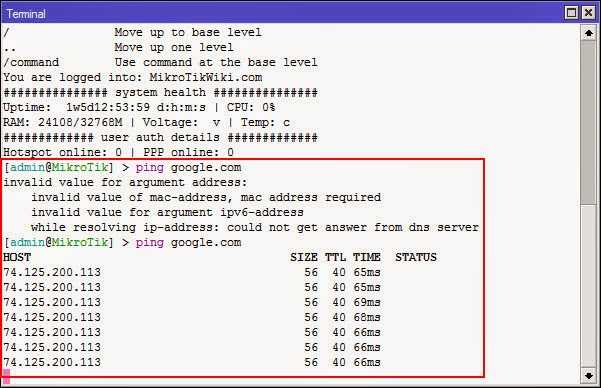 Terminal
/ Move up to base level
.. Move up one level
/command Use command at the base level
You are logged into: MikroTikWiki.com
############### system health ###############
Uptime: 1w5d12:53:59 d:h:m:s | CPU: 0%
RAM: 24108/32768M | Voltage: v | Temp: c
############# user auth details #############
Hotspot online: 0 | PPP online: 0
[admin@MikroTik] > ping google.com
invalid value for argument address:
invalid value of mac-address, mac address required
invalid value for argument ipv6-address
while resolving ip-address: could not get answer from dns server
[admin@MikroTik] > ping google.com
HOST SIZE TTL TIME STATUS
74.125.200.113 56 40 65ms
74.125.200.113 56 40 65ms
74.125.200.113 56 40 69ms
74.125.200.113 56 40 68ms
74.125.200.113 56 40 66ms
74.125.200.113 56 40 66ms
74.125.200.113 56 40 66ms